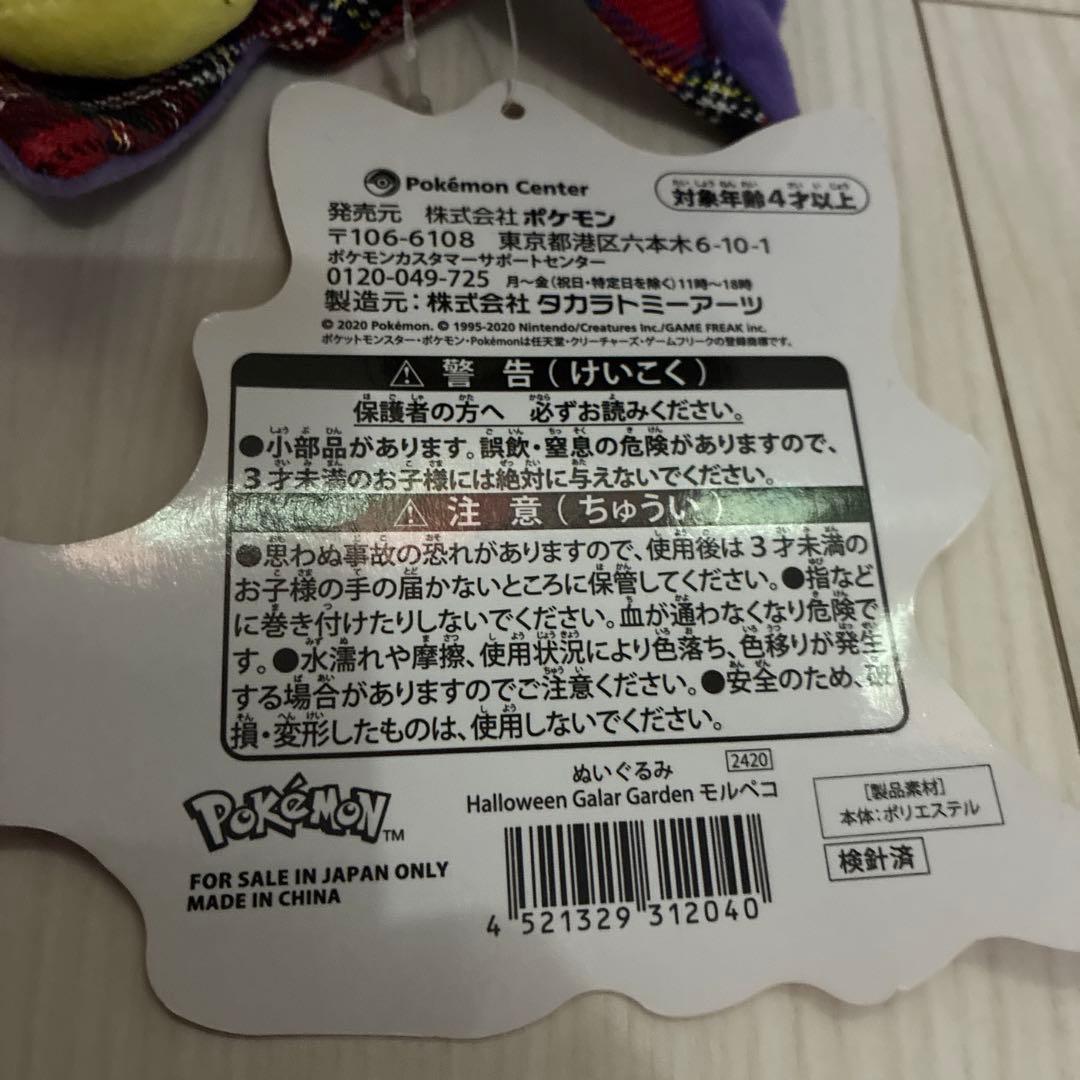 Pokémon Center
対象年齢4才以上
発売元 株式会社 ポケモン
〒106-6108 東京都港区六本木6-10-1
ポケモンカスタマーサポートセンター
0120-049-725 月～金(祝日・特定日を除く)11時～18時
製造元：株式会社 タカラトミーアーツ
© 2020 Pokémon. © 1995-2020 Nintendo/Creatures Inc./GAME FREAK inc.
ポケットモンスター・ポケモン・Pokémonは任天堂・クリーチャーズ・ゲームフリークの登録商標です。
⚠ 警 告（けいこく）
保護者の方へ 必ずお読みください。
●小部品があります。誤飲・窒息の危険がありますので、
3才未満のお子様には絶対に与えないでください。
⚠ 注 意（ちゅうい）
●思わぬ事故の恐れがありますので、使用後は3才未満の
お子様の手の届かないところに保管してください。●指など
に巻き付けたりしないでください。血が通わなくなり危険で
す。●水濡れや摩擦、使用状況により色落ち、色移りが発生
する場合がありますのでご注意ください。●安全のため、破
損・変形したものは、使用しないでください。
2420
ぬいぐるみ
Halloween Galar Garden モルペコ
POKéMON TM
FOR SALE IN JAPAN ONLY
MADE IN CHINA
4 521329 312040
[製品素材]
本体：ポリエステル
検針済